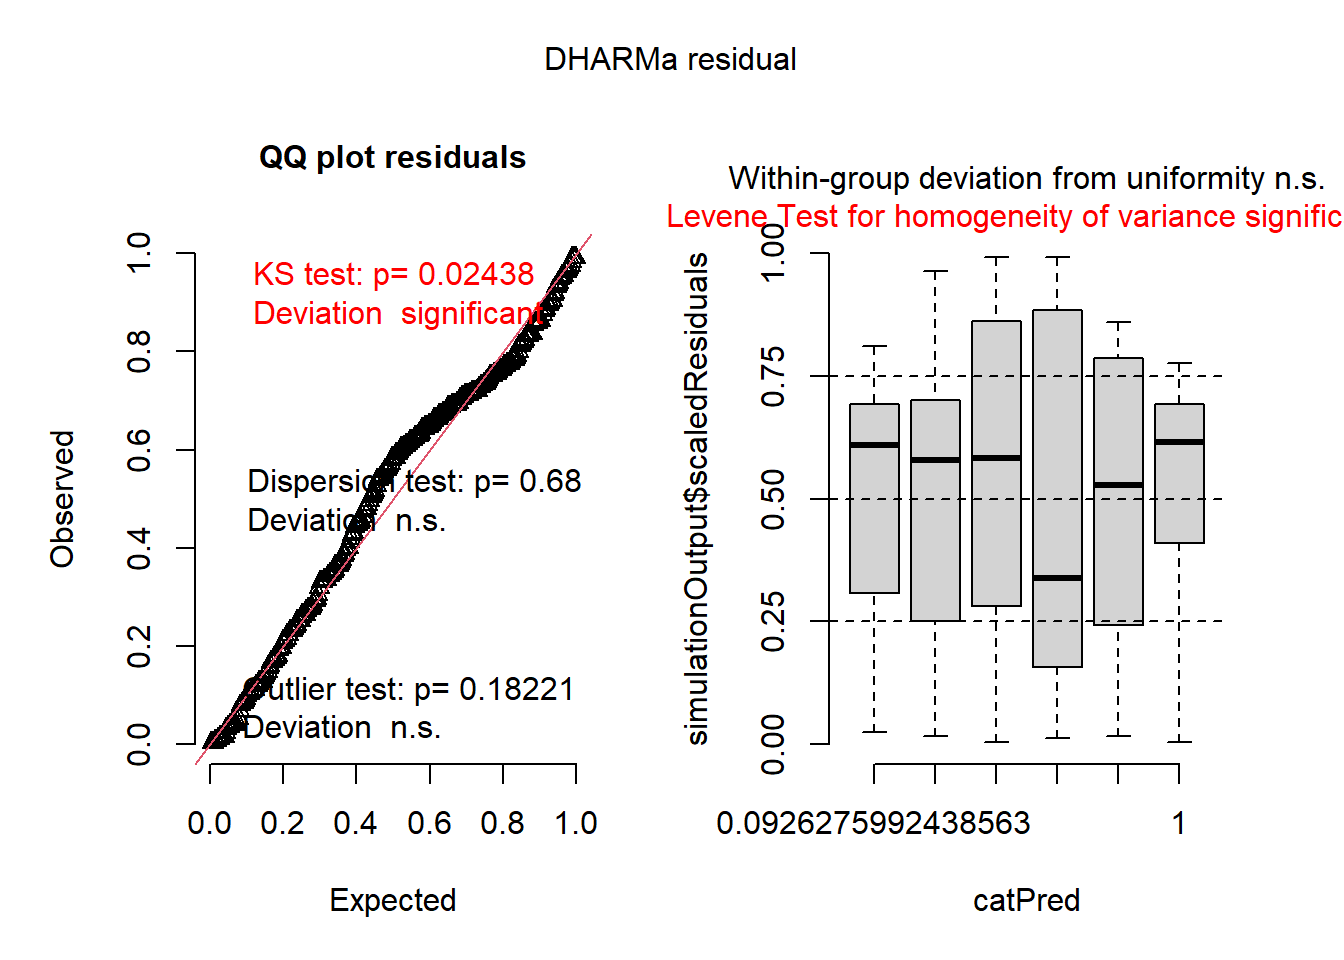 DHARMa residual
QQ plot residuals
KS test: p= 0.02438
Deviation  significant
Dispersion test: p= 0.68
Deviation  n.s.
Outlier test: p= 0.18221
Deviation  n.s.
Observed
0.0
0.2
0.4
0.6
0.8
1.0
0.0 0.2 0.4 0.6 0.8 1.0
Expected
Within-group deviation from uniformity n.s.
Levene Test for homogeneity of variance signific
simulationOutput$scaledResiduals
0.00
0.25
0.50
0.75
1.00
0.0926275992438563 1
catPred